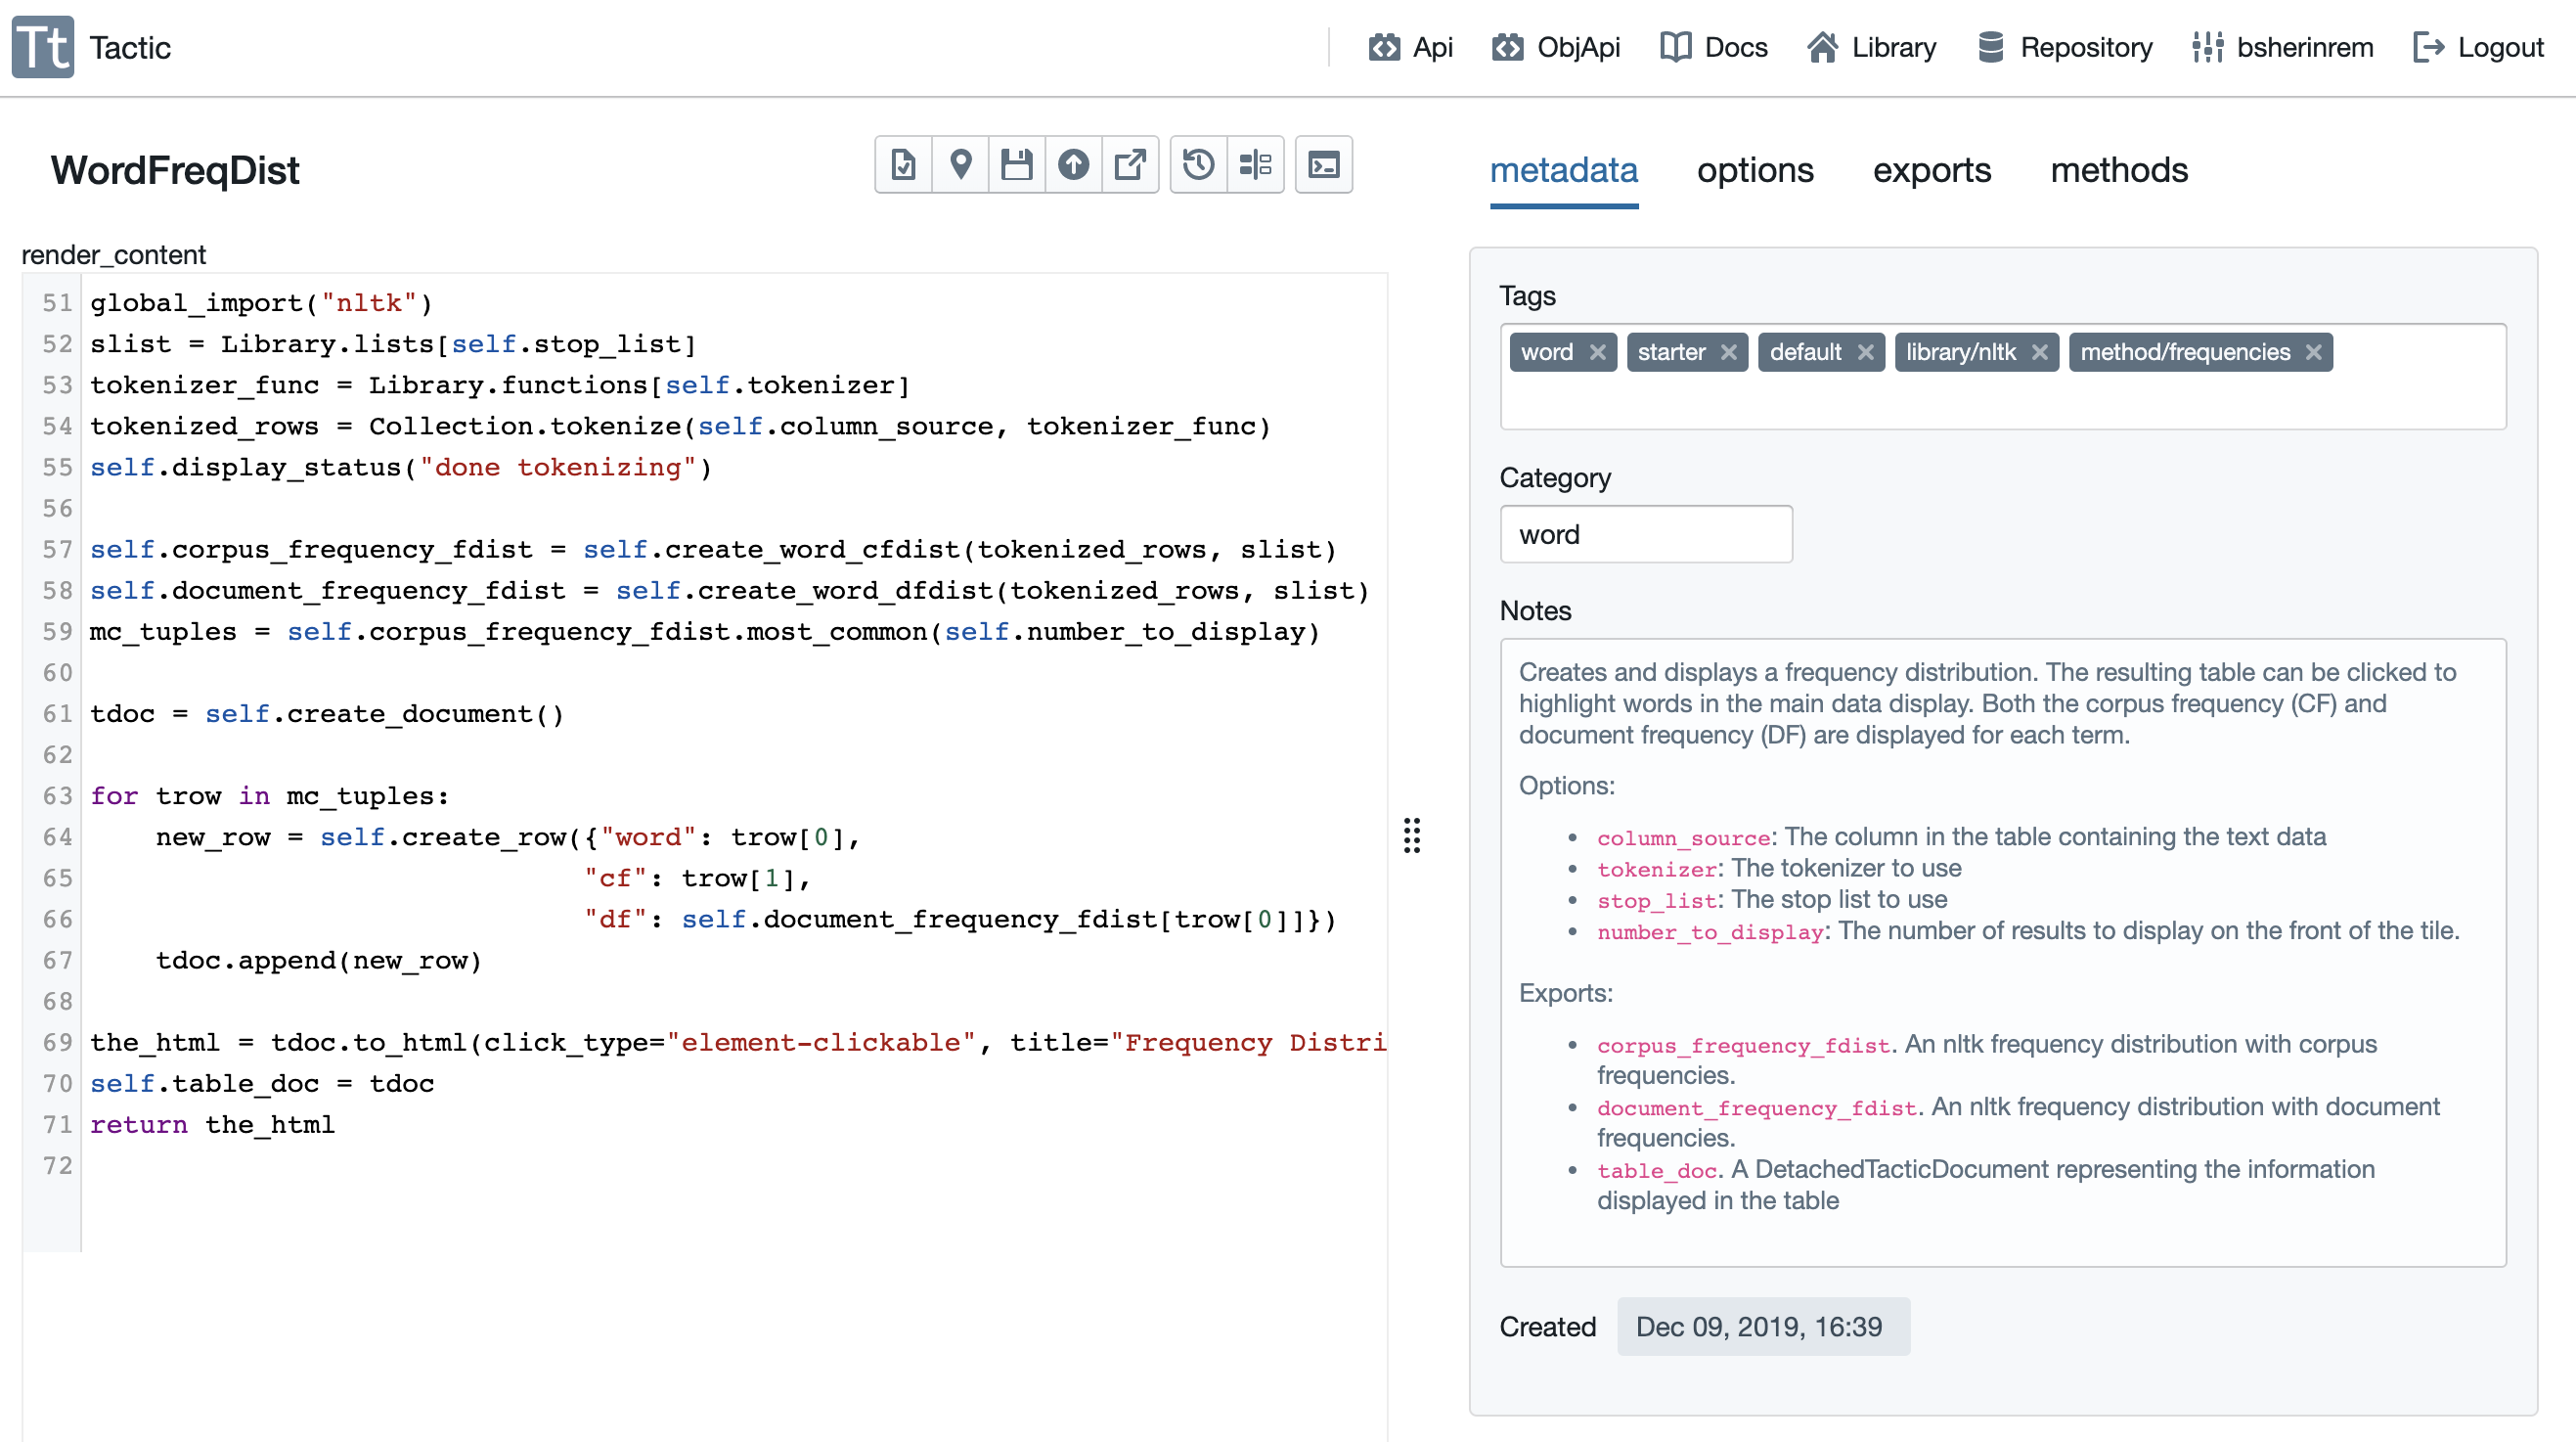 Tt Tactic Api ObjApi Docs Library Repository bsherinrem Logout
WordFreqDist
metadata options exports methods
render_content
51 global_import("nltk")
52 slist = Library.lists[self.stop_list]
53 tokenizer_func = Library.functions[self.tokenizer]
54 tokenized_rows = Collection.tokenize(self.column_source, tokenizer_func)
55 self.display_status("done tokenizing")
56
57 self.corpus_frequency_fdist = self.create_word_cfdist(tokenized_rows, slist)
58 self.document_frequency_fdist = self.create_word_dfdist(tokenized_rows, slist)
59 mc_tuples = self.corpus_frequency_fdist.most_common(self.number_to_display)
60
61 tdoc = self.create_document()
62
63 for trow in mc_tuples:
64     new_row = self.create_row({"word": trow[0],
65                               "cf": trow[1],
66                               "df": self.document_frequency_fdist[trow[0]]})
67     tdoc.append(new_row)
68
69 the_html = tdoc.to_html(click_type="element-clickable", title="Frequency Distri
70 self.table_doc = tdoc
71 return the_html
72
Tags
word starter default library/nltk method/frequencies
Category
word
Notes
Creates and displays a frequency distribution. The resulting table can be clicked to
highlight words in the main data display. Both the corpus frequency (CF) and
document frequency (DF) are displayed for each term.
Options:
• column_source: The column in the table containing the text data
• tokenizer: The tokenizer to use
• stop_list: The stop list to use
• number_to_display: The number of results to display on the front of the tile.
Exports:
• corpus_frequency_fdist. An nltk frequency distribution with corpus
frequencies.
• document_frequency_fdist. An nltk frequency distribution with document
frequencies.
• table_doc. A DetachedTacticDocument representing the information
displayed in the table
Created Dec 09, 2019, 16:39